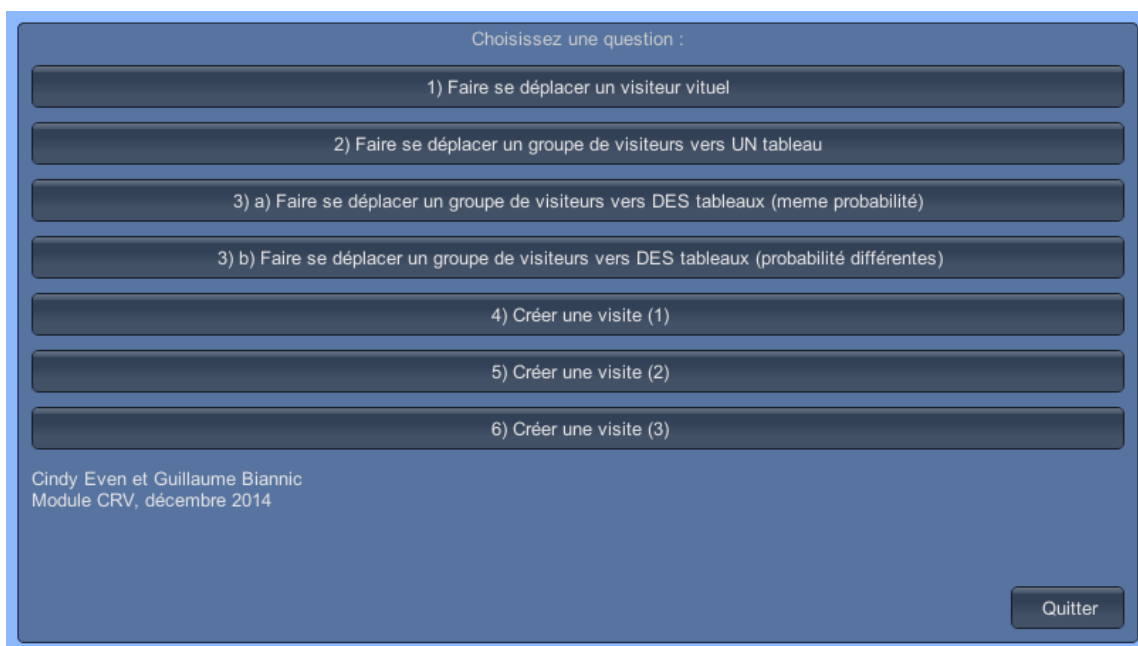 Choisissez une question :
1) Faire se déplacer un visiteur vituel
2) Faire se déplacer un groupe de visiteurs vers UN tableau
3) a) Faire se déplacer un groupe de visiteurs vers DES tableaux (meme probabilité)
3) b) Faire se déplacer un groupe de visiteurs vers DES tableaux (probabilité différentes)
4) Créer une visite (1)
5) Créer une visite (2)
6) Créer une visite (3)
Cindy Even et Guillaume Biannic
Module CRV, décembre 2014
Quitter